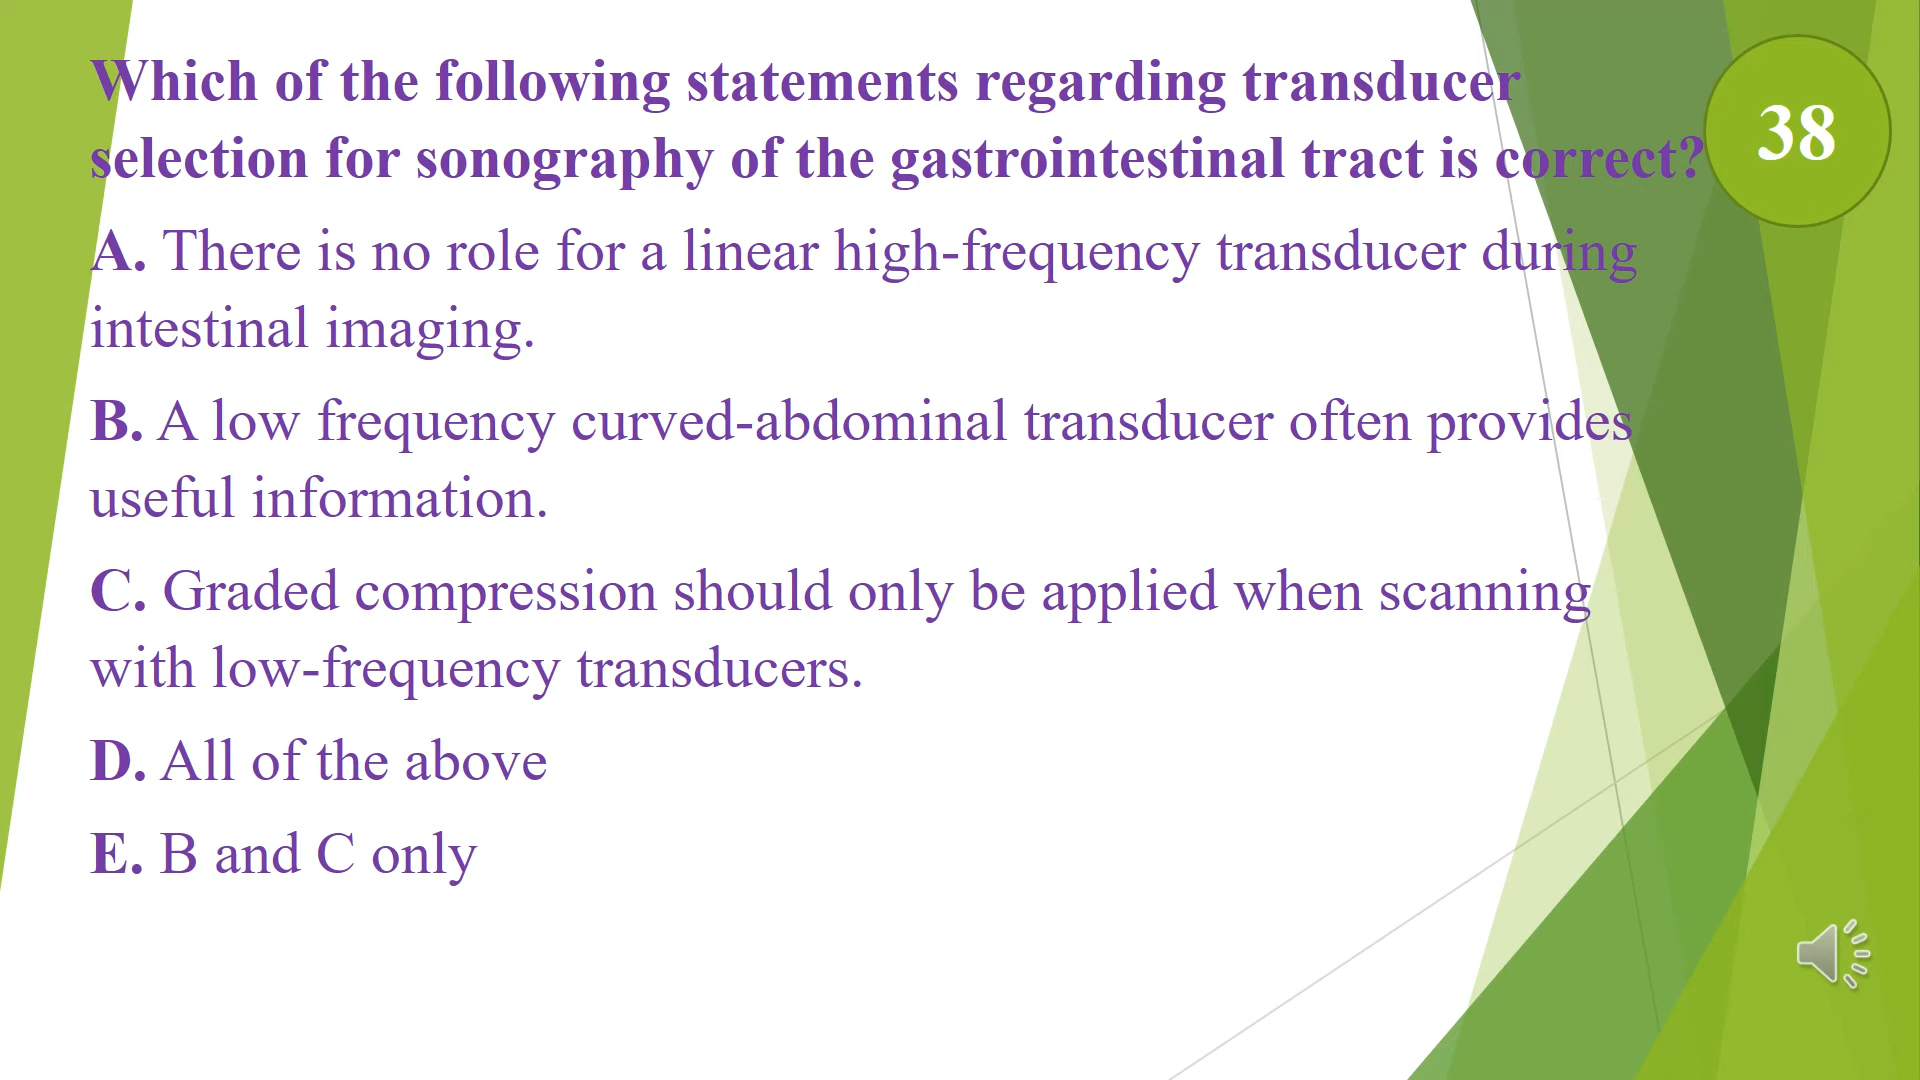 Which of the following statements regarding transducer
selection for sonography of the gastrointestinal tract is correct?
38
A. There is no role for a linear high-frequency transducer during
intestinal imaging.
B. A low frequency curved-abdominal transducer often provides
useful information.
C. Graded compression should only be applied when scanning
with low-frequency transducers.
D. All of the above
E. B and C only